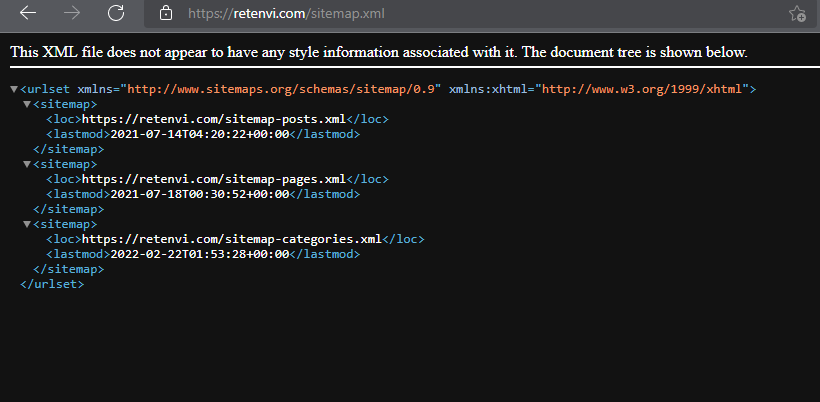 https://retenvi.com/sitemap.xml
This XML file does not appear to have any style information associated with it. The document tree is shown below.
<urlset xmlns="http://www.sitemaps.org/schemas/sitemap/0.9" xmlns:xhtml="http://www.w3.org/1999/xhtml">
<sitemap>
<loc>https://retenvi.com/sitemap-posts.xml</loc>
<lastmod>2021-07-14T04:20:22+00:00</lastmod>
</sitemap>
<sitemap>
<loc>https://retenvi.com/sitemap-pages.xml</loc>
<lastmod>2021-07-18T00:30:52+00:00</lastmod>
</sitemap>
<sitemap>
<loc>https://retenvi.com/sitemap-categories.xml</loc>
<lastmod>2022-02-22T01:53:28+00:00</lastmod>
</sitemap>
</urlset>